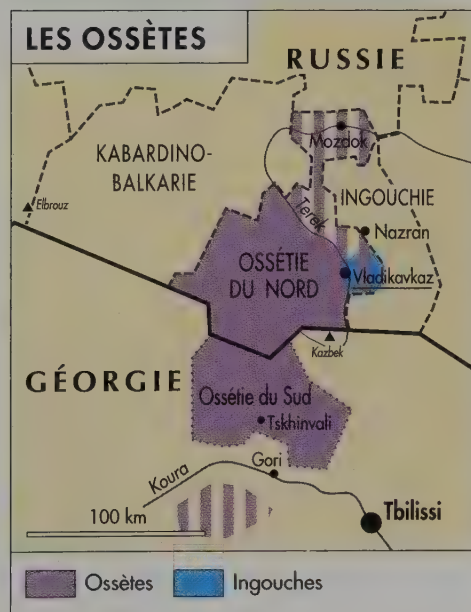 LES OSSÈTES
RUSSIE
Mozdok
KABARDINO-
BALKARIE
Elbrouz
Terek
INGOUCHIE
Nazran
OSSÉTIE
DU NORD
Vladikavkaz
Kazbek
GÉORGIE
Ossétie du Sud
Tskhinvali
Gori
Koura
100 km
Tbilissi
Ossètes
Ingouches